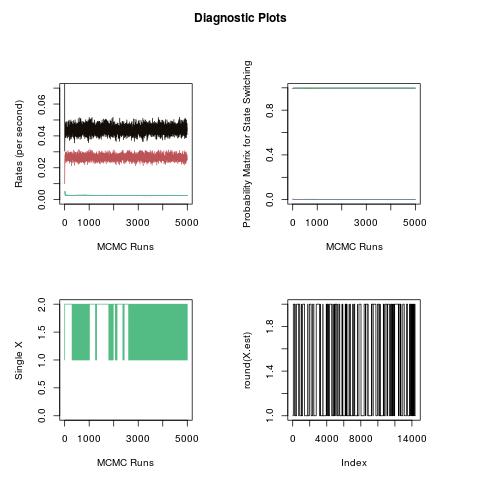 Diagnostic Plots
Rates (per second)
0.00 0.02 0.04 0.06
0 1000 3000 5000
MCMC Runs
Probability Matrix for State Switching
0.0 0.4 0.8
0 1000 3000 5000
MCMC Runs
Single X
0.0 0.5 1.0 1.5 2.0
0 1000 3000 5000
MCMC Runs
round(X.est)
1.0 1.4 1.8
0 4000 8000 14000
Index